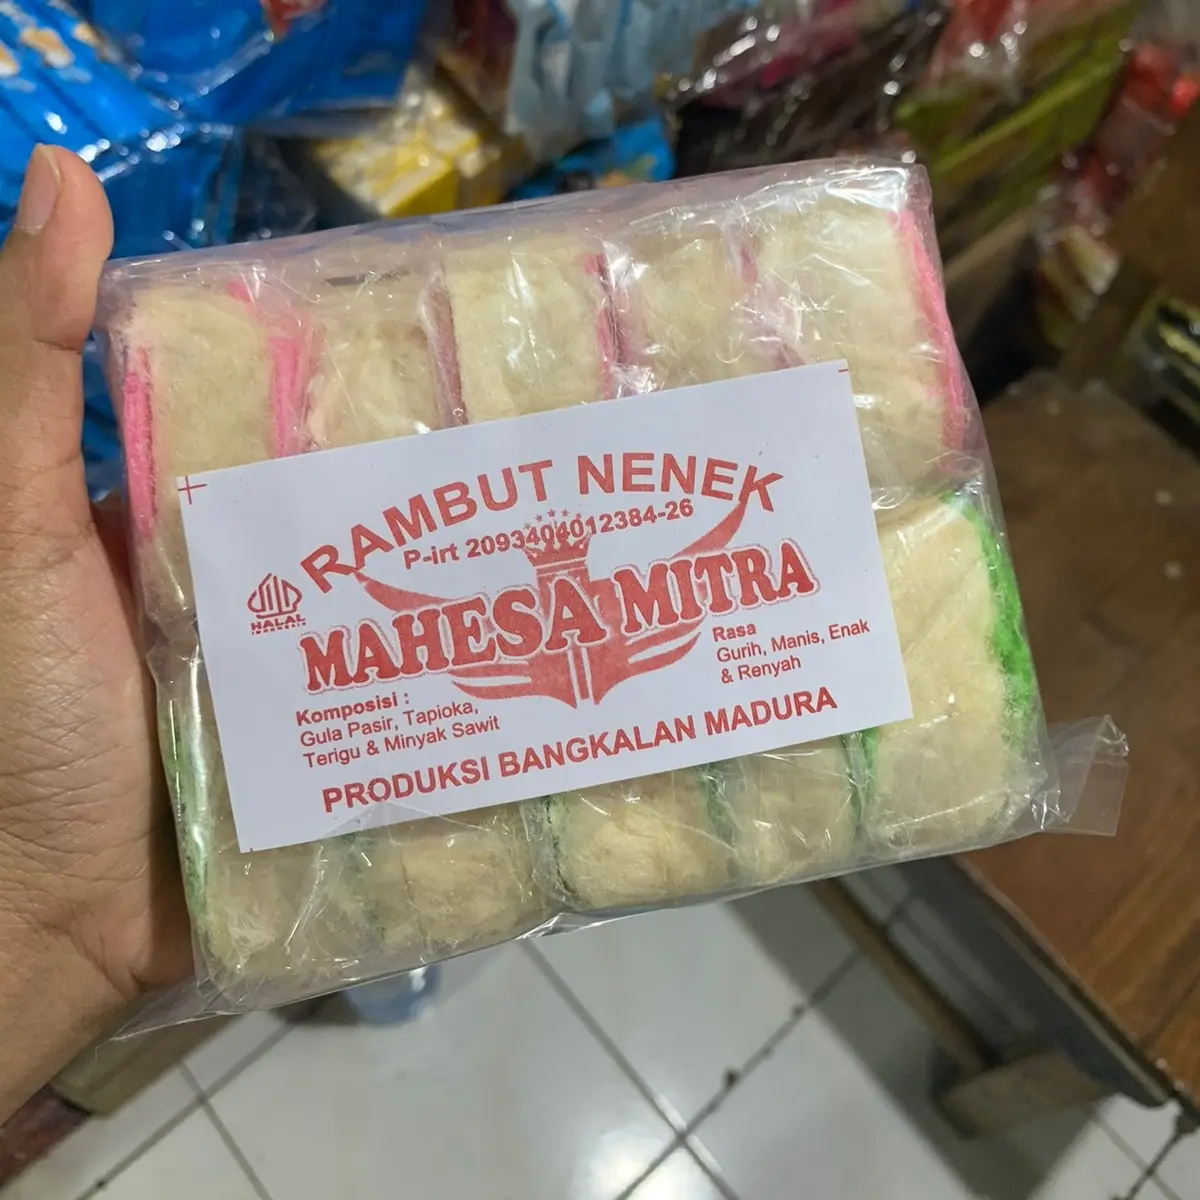 RAMBUT NENEK
P-irt 2093404012384-26
HALAL
INDONESIA
MAHESA MITRA
Rasa
Gurih, Manis, Enak
& Renyah
Komposisi :
Gula Pasir, Tapioka,
Terigu & Minyak Sawit
PRODUKSI BANGKALAN MADURA